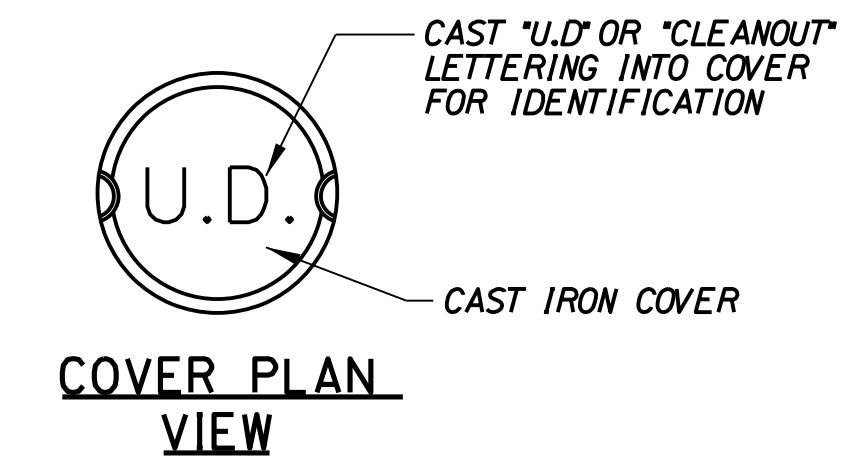 CAST "U.D" OR "CLEANOUT"
LETTERING INTO COVER
FOR IDENTIFICATION
U.D.
CAST IRON COVER
COVER PLAN
VIEW